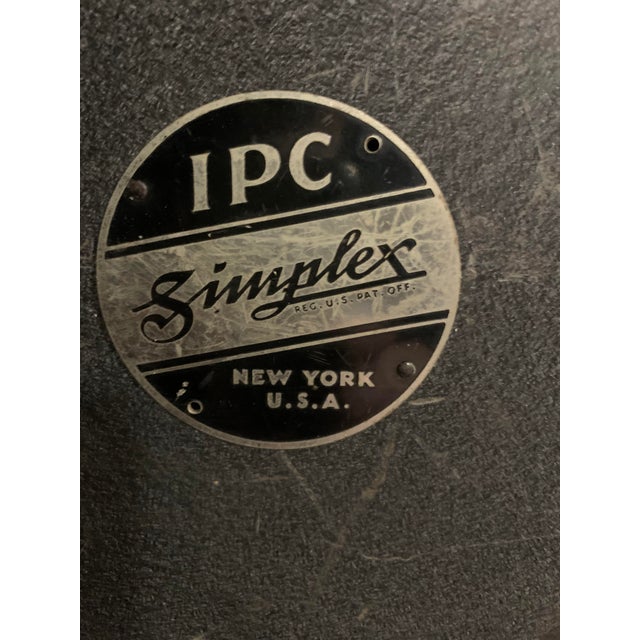 IPC
Simplex
REG. U.S. PAT. OFF.
NEW YORK
U.S.A.